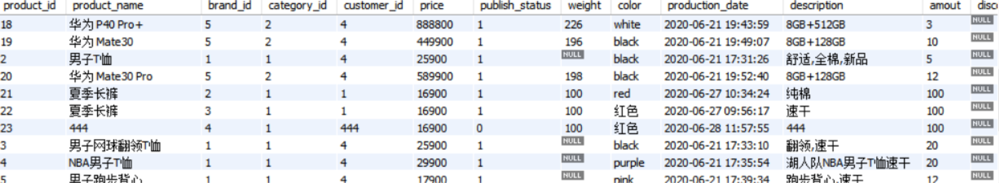 product_id product_name brand_id category_id customer_id price publish_status weight color production_date description amout disc
18 华为 P40 Pro+ 5 2 4 888800 1 226 white 2020-06-21 19:43:59 8GB+512GB 3 NULL
19 华为 Mate30 5 2 4 449900 1 196 black 2020-06-21 19:49:07 8GB+128GB 10 NULL
2 男子T恤 1 1 4 25900 1 NULL black 2020-06-21 17:31:26 舒适,全棉,新品 5 NULL
20 华为 Mate30 Pro 5 2 4 589900 1 198 black 2020-06-21 19:52:40 8GB+128GB 12 NULL
21 夏季长裤 2 1 1 16900 1 100 red 2020-06-27 10:34:24 纯棉 100 NULL
22 夏季长裤 3 1 1 16900 1 100 红色 2020-06-27 09:56:17 速干 100 NULL
23 444 4 1 444 16900 0 100 红色 2020-06-28 11:57:55 444 100 NULL
3 男子网球翻领T恤 1 1 4 25900 1 NULL black 2020-06-21 17:33:10 翻领,速干 20 NULL
4 NBA男子T恤 1 1 4 29900 1 NULL purple 2020-06-21 17:35:54 湖人队NBA男子T恤速干 20 NULL
5 男子跑步背心 1 1 4 17900 1 NULL pink 2020-06-21 17:39:34 跑步背心,速干 12 NULL